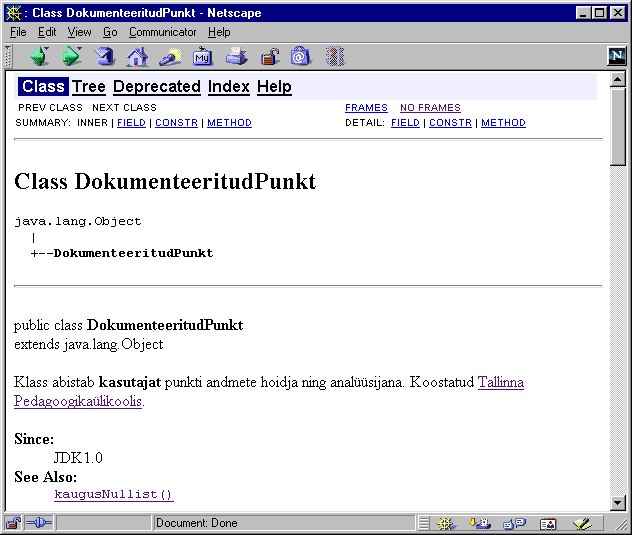 : Class DokumenteeritudPunkt - Netscape
File Edit View Go Communicator Help
My
N
Class Tree Deprecated Index Help
PREV CLASS NEXT CLASS FRAMES NO FRAMES
SUMMARY: INNER | FIELD | CONSTR | METHOD DETAIL: FIELD | CONSTR | METHOD
Class DokumenteeritudPunkt
java.lang.Object
|
+--DokumenteeritudPunkt
public class DokumenteeritudPunkt
extends java.lang.Object
Klass abistab kasutajat punkti andmete hoidja ning analüüsijana. Koostatud Tallinna
Pedagoogikaülikoolis.
Since:
JDK1.0
See Also:
kaugusNullist()
Document: Done